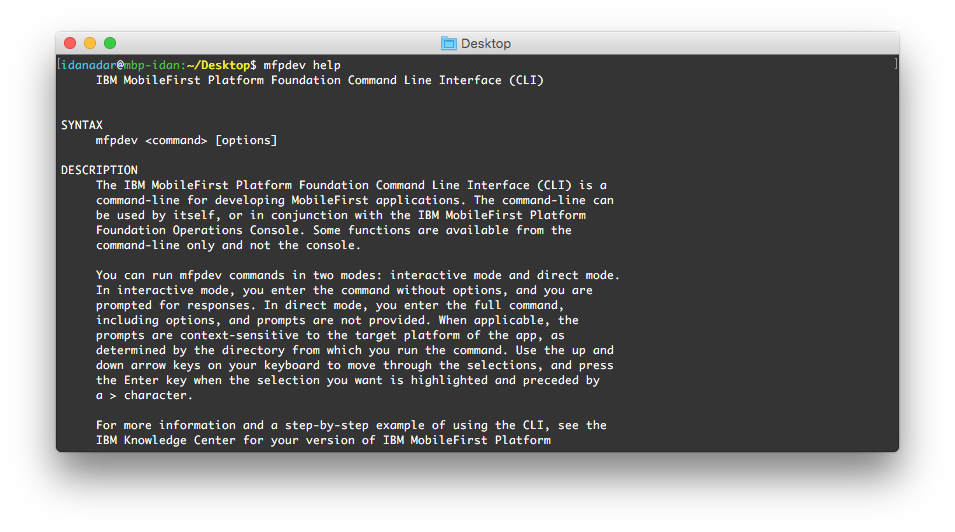 Desktop
[idanadar@mbp-idan:~/Desktop$ mfpdev help ]
IBM MobileFirst Platform Foundation Command Line Interface (CLI)
SYNTAX
mfpdev <command> [options]
DESCRIPTION
The IBM MobileFirst Platform Foundation Command Line Interface (CLI) is a
command-line for developing MobileFirst applications. The command-line can
be used by itself, or in conjunction with the IBM MobileFirst Platform
Foundation Operations Console. Some functions are available from the
command-line only and not the console.
You can run mfpdev commands in two modes: interactive mode and direct mode.
In interactive mode, you enter the command without options, and you are
prompted for responses. In direct mode, you enter the full command,
including options, and prompts are not provided. When applicable, the
prompts are context-sensitive to the target platform of the app, as
determined by the directory from which you run the command. Use the up and
down arrow keys on your keyboard to move through the selections, and press
the Enter key when the selection you want is highlighted and preceded by
a > character.
For more information and a step-by-step example of using the CLI, see the
IBM Knowledge Center for your version of IBM MobileFirst Platform